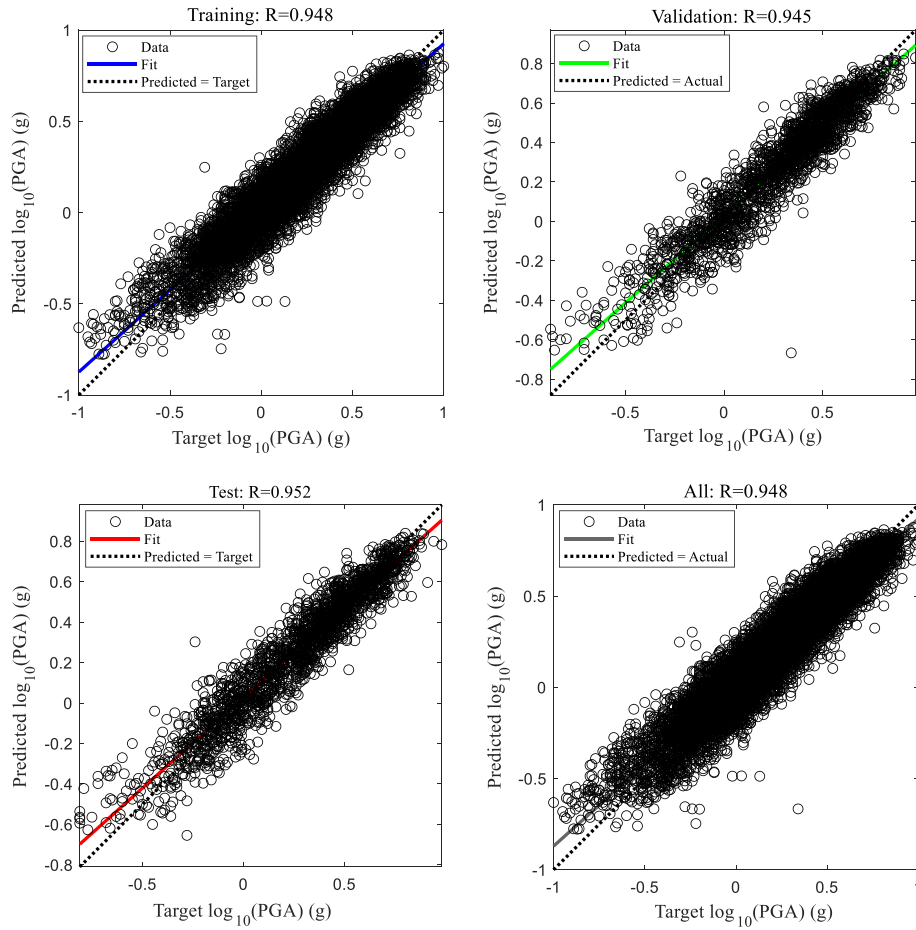 Training: R=0.948
Data
Fit
Predicted = Target
Predicted log10(PGA) (g)
1
0.5
0
-0.5
-1
-1 -0.5 0 0.5 1
Target log10(PGA) (g)
Validation: R=0.945
Data
Fit
Predicted = Actual
Predicted log10(PGA) (g)
0.8
0.6
0.4
0.2
0
-0.2
-0.4
-0.6
-0.8
-0.5 0 0.5
Target log10(PGA) (g)
Test: R=0.952
Data
Fit
Predicted = Target
Predicted log10(PGA) (g)
0.8
0.6
0.4
0.2
0
-0.2
-0.4
-0.6
-0.8
-0.5 0 0.5
Target log10(PGA) (g)
All: R=0.948
Data
Fit
Predicted = Actual
Predicted log10(PGA) (g)
1
0.5
0
-0.5
-1
-1 -0.5 0 0.5 1
Target log10(PGA) (g)